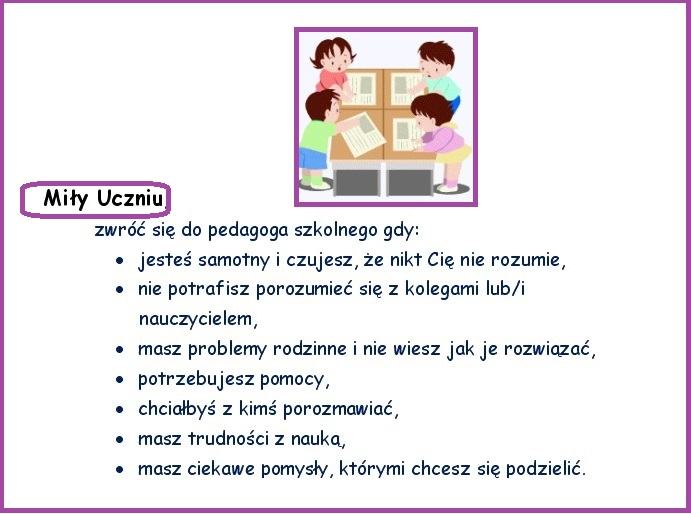 Miły Uczniu,
zwróć się do pedagoga szkolnego gdy:
• jesteś samotny i czujesz, że nikt Cię nie rozumie,
• nie potrafisz porozumieć się z kolegami lub/i
nauczycielem,
• masz problemy rodzinne i nie wiesz jak je rozwiązać,
• potrzebujesz pomocy,
• chciałbyś z kimś porozmawiać,
• masz trudności z nauką,
• masz ciekawe pomysły, którymi chcesz się podzielić.